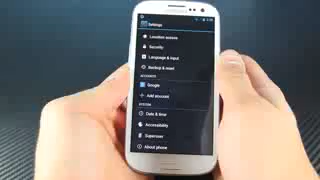 SAMSUNG
Settings
Location access
Security
Language & input
Backup & reset
ACCOUNTS
Google
Add account
SYSTEM
Date & time
Accessibility
Superuser
About phone